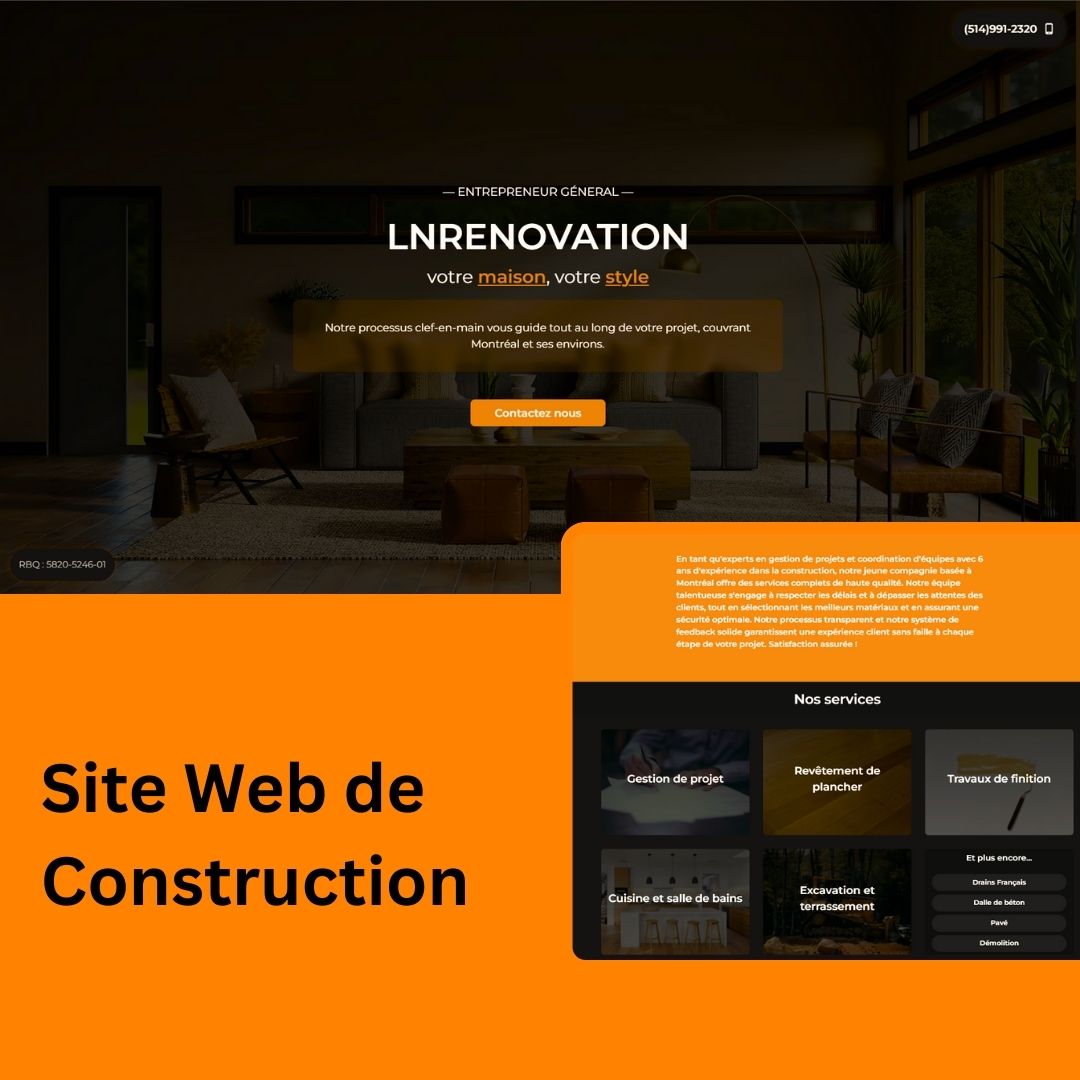 (514)991-2320
— ENTREPRENEUR GÉNERAL —
LNRENOVATION
votre maison, votre style
Notre processus clef-en-main vous guide tout au long de votre projet, couvrant
Montréal et ses environs.
Contactez nous
RBQ : 5820-5246-01
En tant qu'experts en gestion de projets et coordination d'équipes avec 6
ans d'expérience dans la construction, notre jeune compagnie basée à
Montréal offre des services complets de haute qualité. Notre équipe
talentueuse s'engage à respecter les délais et à dépasser les attentes des
clients, tout en sélectionnant les meilleurs matériaux et en assurant une
sécurité optimale. Notre processus transparent et notre système de
feedback solide garantissent une expérience client sans faille à chaque
étape de votre projet. Satisfaction assurée !
Nos services
Gestion de projet
Revêtement de
plancher
Travaux de finition
Cuisine et salle de bains
Excavation et
terrassement
Et plus encore...
Drains Français
Dalle de béton
Pavé
Démolition
Site Web de
Construction